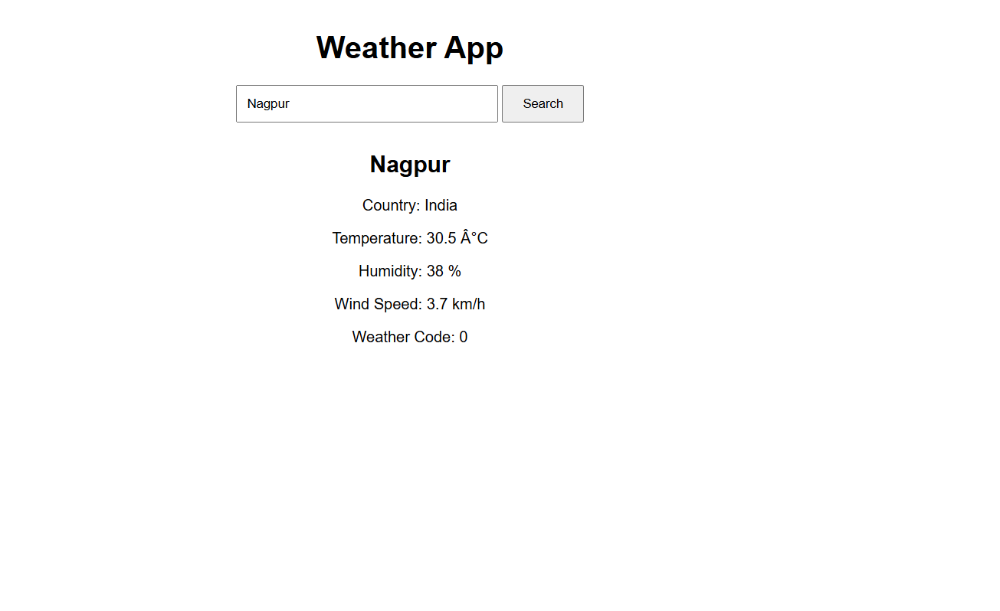 Weather App
Nagpur Search
Nagpur
Country: India
Temperature: 30.5 Â°C
Humidity: 38 %
Wind Speed: 3.7 km/h
Weather Code: 0